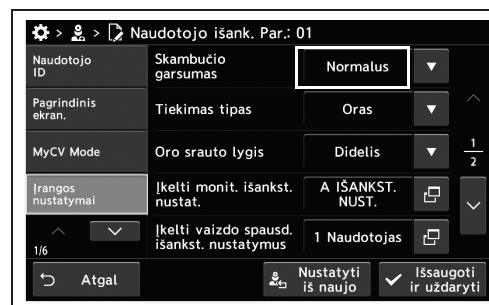 > > Naudotojo išank. Par.: 01
Naudotojo
ID
Pagrindinis
ekran.
MyCV Mode
Įrangos
nustatymai
1/6
Skambučio
garsumas
Normalus
Tiekimas tipas
Oras
Oro srauto lygis
Didelis
Įkelti monit. išankst.
nustat.
A IŠANKST.
NUST.
Įkelti vaizdo spausd.
išankst. nustatymus
1 Naudotojas
1
2
Atgal
Nustatyti
iš naujo
Išsaugoti
ir uždaryti